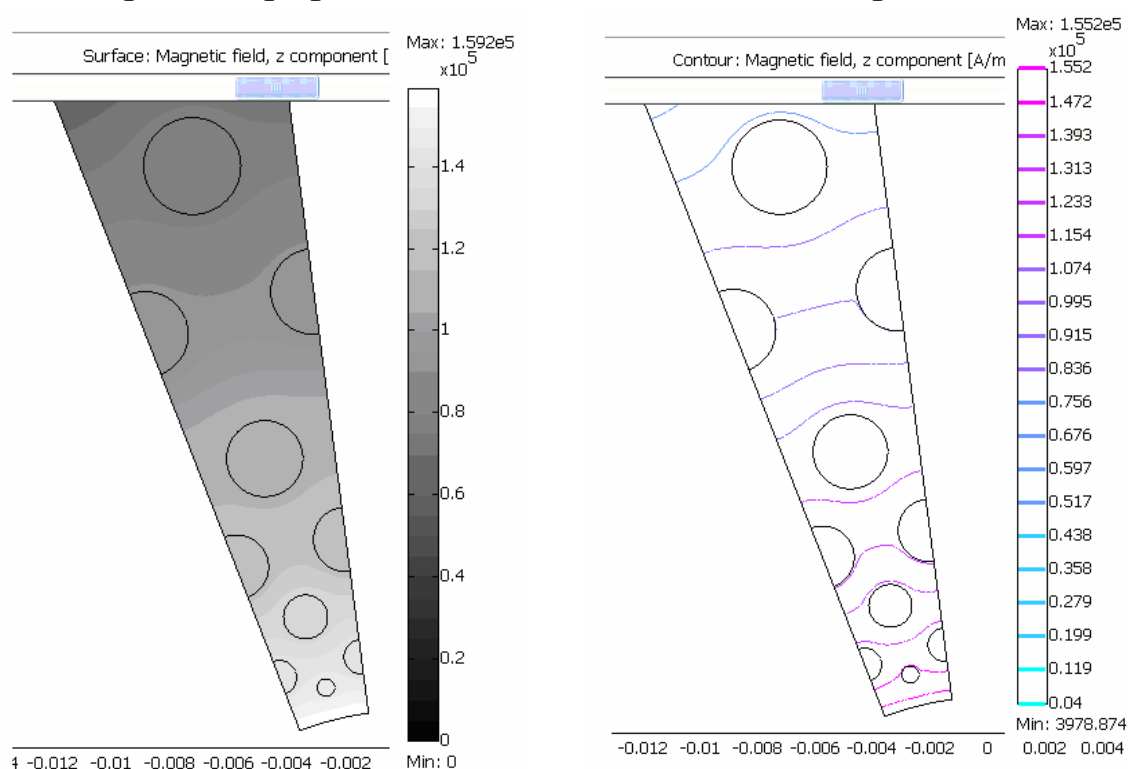 Surface: Magnetic field, z component [
Max: 1.592e5
x10^5
1.4
1.2
1
0.8
0.6
0.4
0.2
0
Min: 0
4 -0.012 -0.01 -0.008 -0.006 -0.004 -0.002
Contour: Magnetic field, z component [A/m
Max: 1.552e5
x10^5
1.552
1.472
1.393
1.313
1.233
1.154
1.074
0.995
0.915
0.836
0.756
0.676
0.597
0.517
0.438
0.358
0.279
0.199
0.119
0.04
Min: 3978.874
-0.012 -0.01 -0.008 -0.006 -0.004 -0.002 0 0.002 0.004